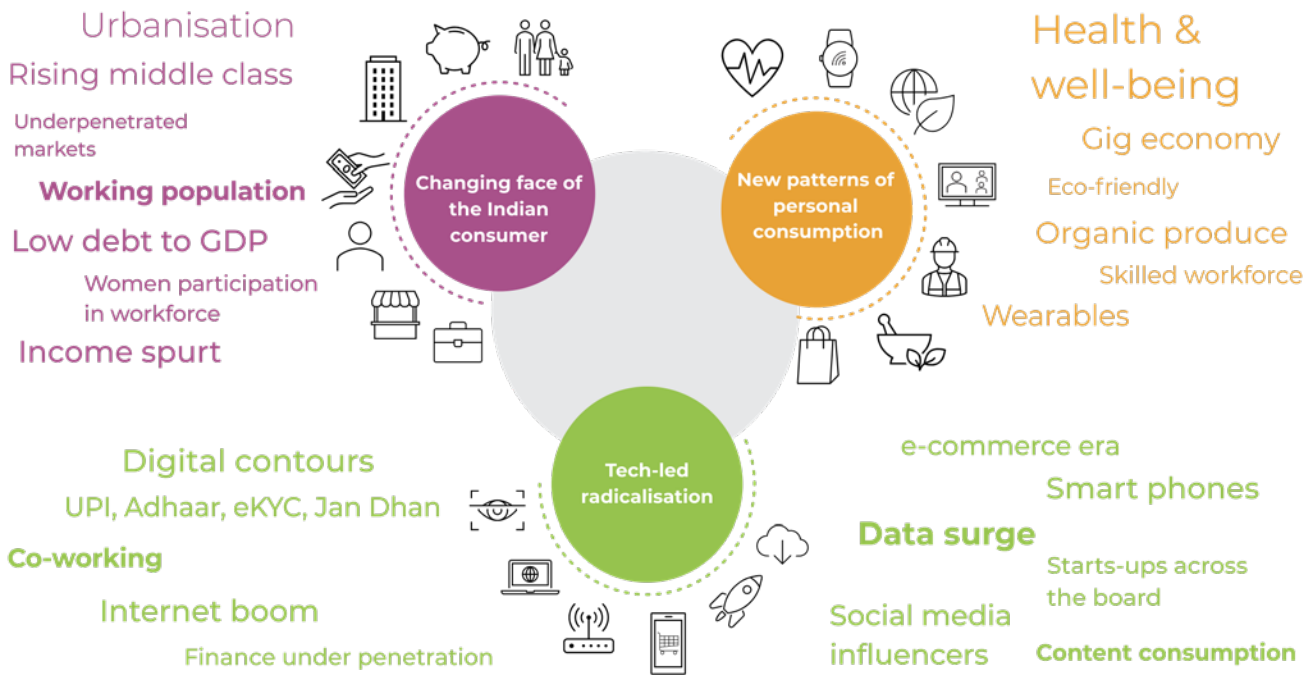 Urbanisation
Rising middle class
Underpenetrated
markets
Working population
Low debt to GDP
Women participation
in workforce
Income spurt
Changing face of
the Indian
consumer
New patterns of
personal
consumption
Health &
well-being
Gig economy
Eco-friendly
Organic produce
Skilled workforce
Wearables
Tech-led
radicalisation
Digital contours
UPI, Adhaar, eKYC, Jan Dhan
Co-working
Internet boom
Finance under penetration
e-commerce era
Smart phones
Data surge
Starts-ups across
the board
Social media
influencers
Content consumption